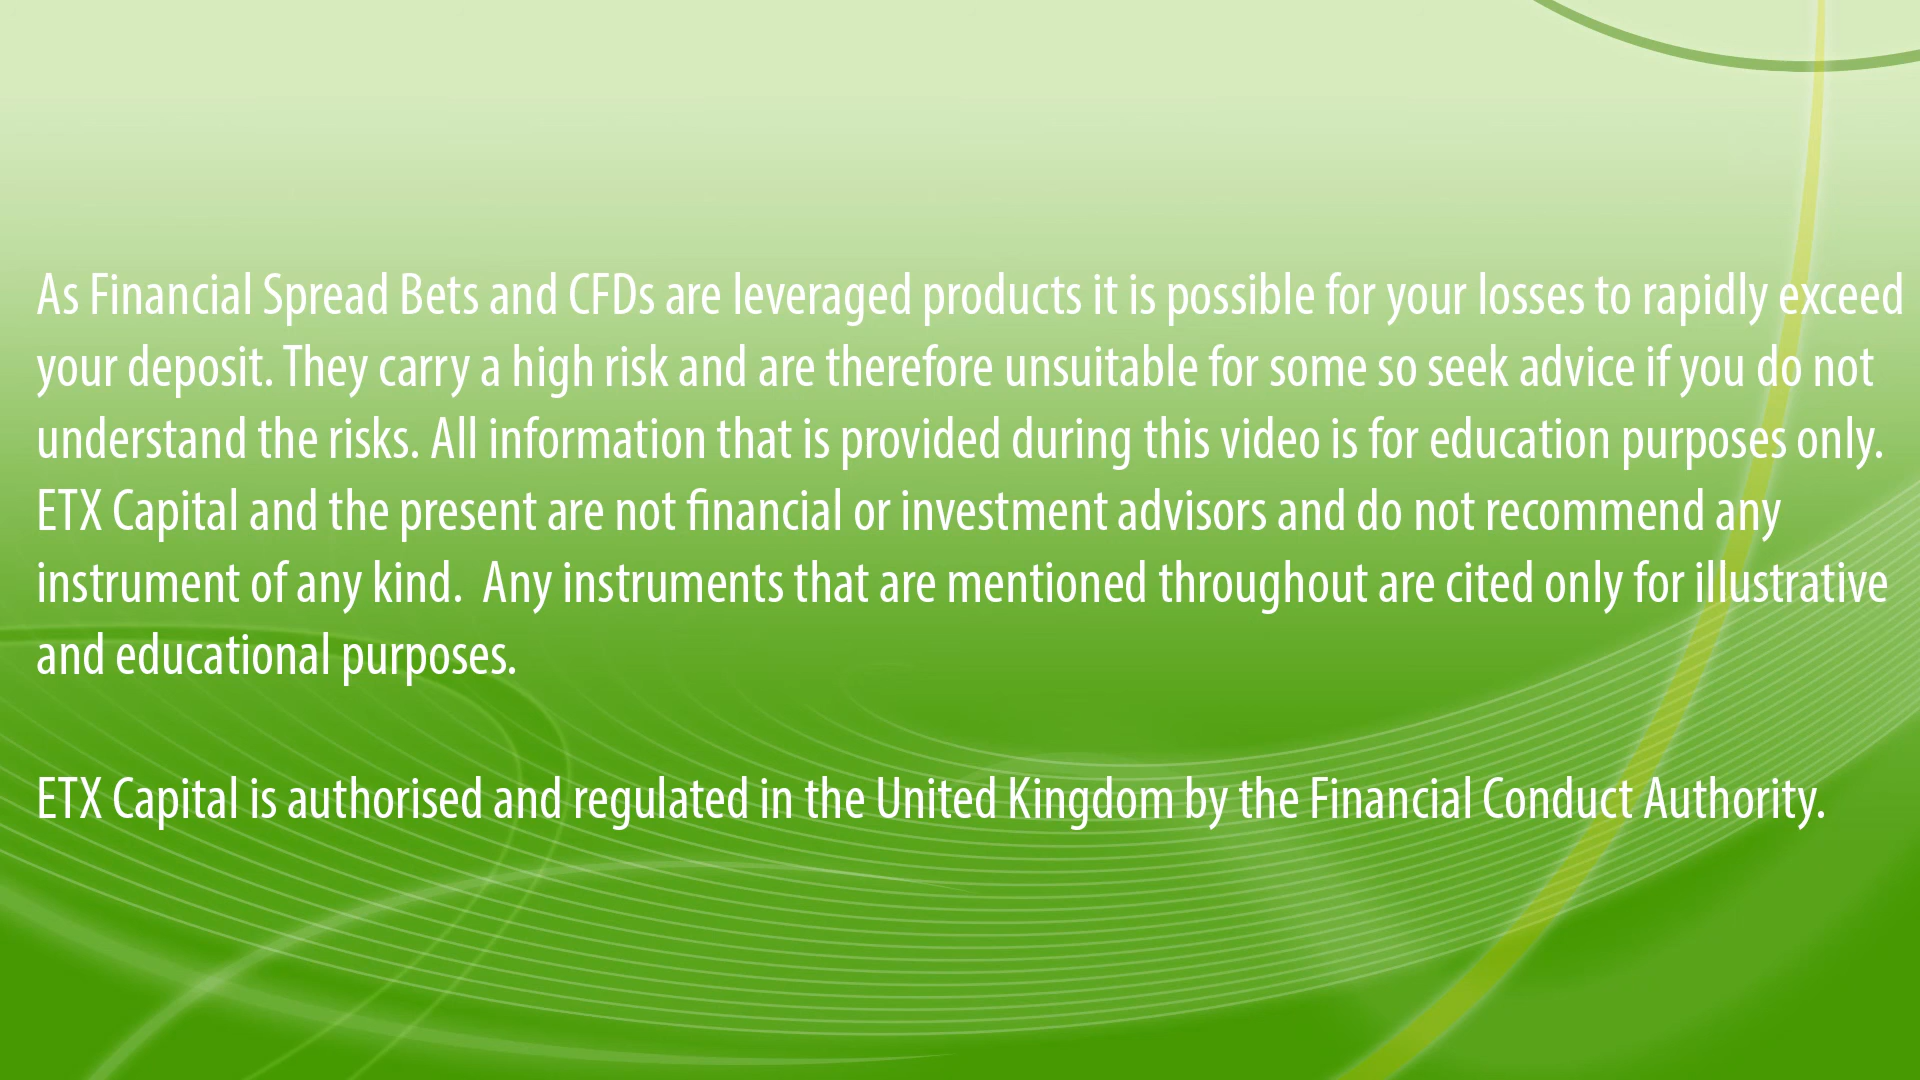 As Financial Spread Bets and CFDs are leveraged products it is possible for your losses to rapidly exceed
your deposit. They carry a high risk and are therefore unsuitable for some so seek advice if you do not
understand the risks. All information that is provided during this video is for education purposes only.
ETX Capital and the present are not financial or investment advisors and do not recommend any
instrument of any kind.  Any instruments that are mentioned throughout are cited only for illustrative
and educational purposes.
ETX Capital is authorised and regulated in the United Kingdom by the Financial Conduct Authority.